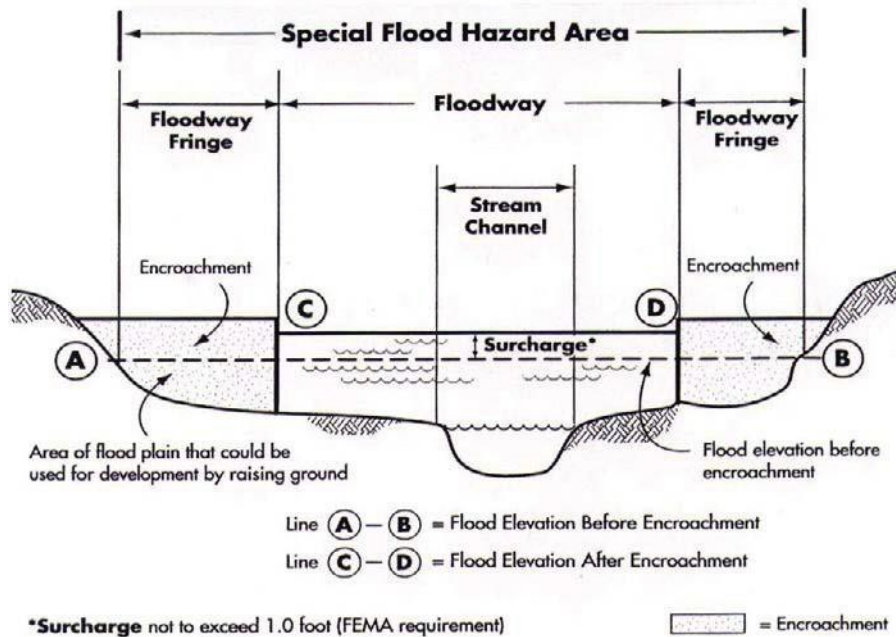 Special Flood Hazard Area
Floodway
Fringe
Floodway
Floodway
Fringe
Stream
Channel
Encroachment
Encroachment
C
D
Surcharge*
A
B
Area of flood plain that could be
used for development by raising ground
Flood elevation before
encroachment
Line A – B = Flood Elevation Before Encroachment
Line C – D = Flood Elevation After Encroachment
*Surcharge not to exceed 1.0 foot (FEMA requirement)
= Encroachment